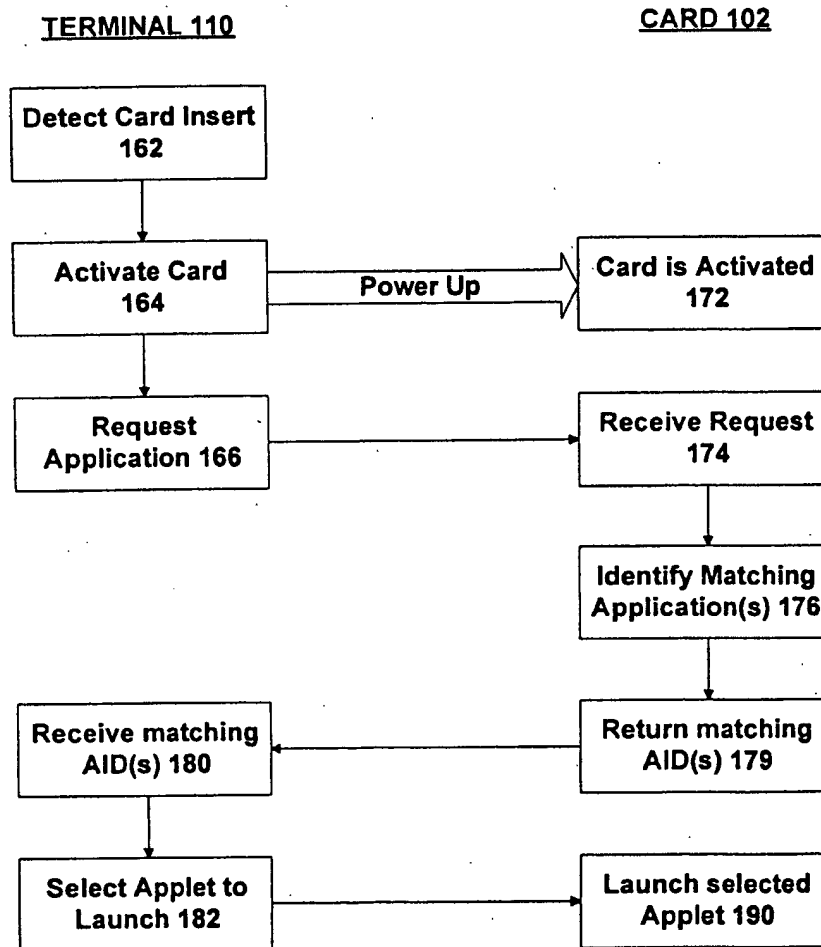 TERMINAL 110
CARD 102
Detect Card Insert
162
Activate Card
164
Power Up
Card is Activated
172
Request
Application 166
Receive Request
174
Identify Matching
Application(s) 176
Receive matching
AID(s) 180
Return matching
AID(s) 179
Select Applet to
Launch 182
Launch selected
Applet 190